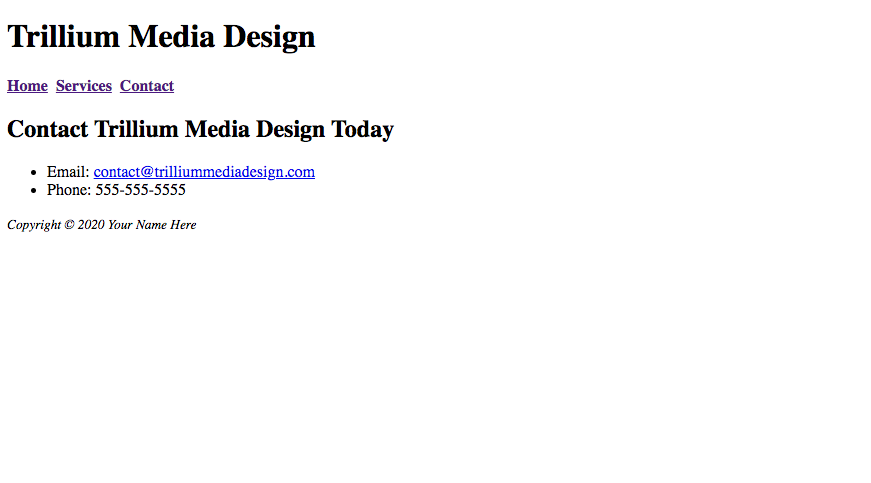 Trillium Media Design
Home Services Contact
Contact Trillium Media Design Today
• Email: contact@trilliummediadesign.com
• Phone: 555-555-5555
Copyright © 2020 Your Name Here